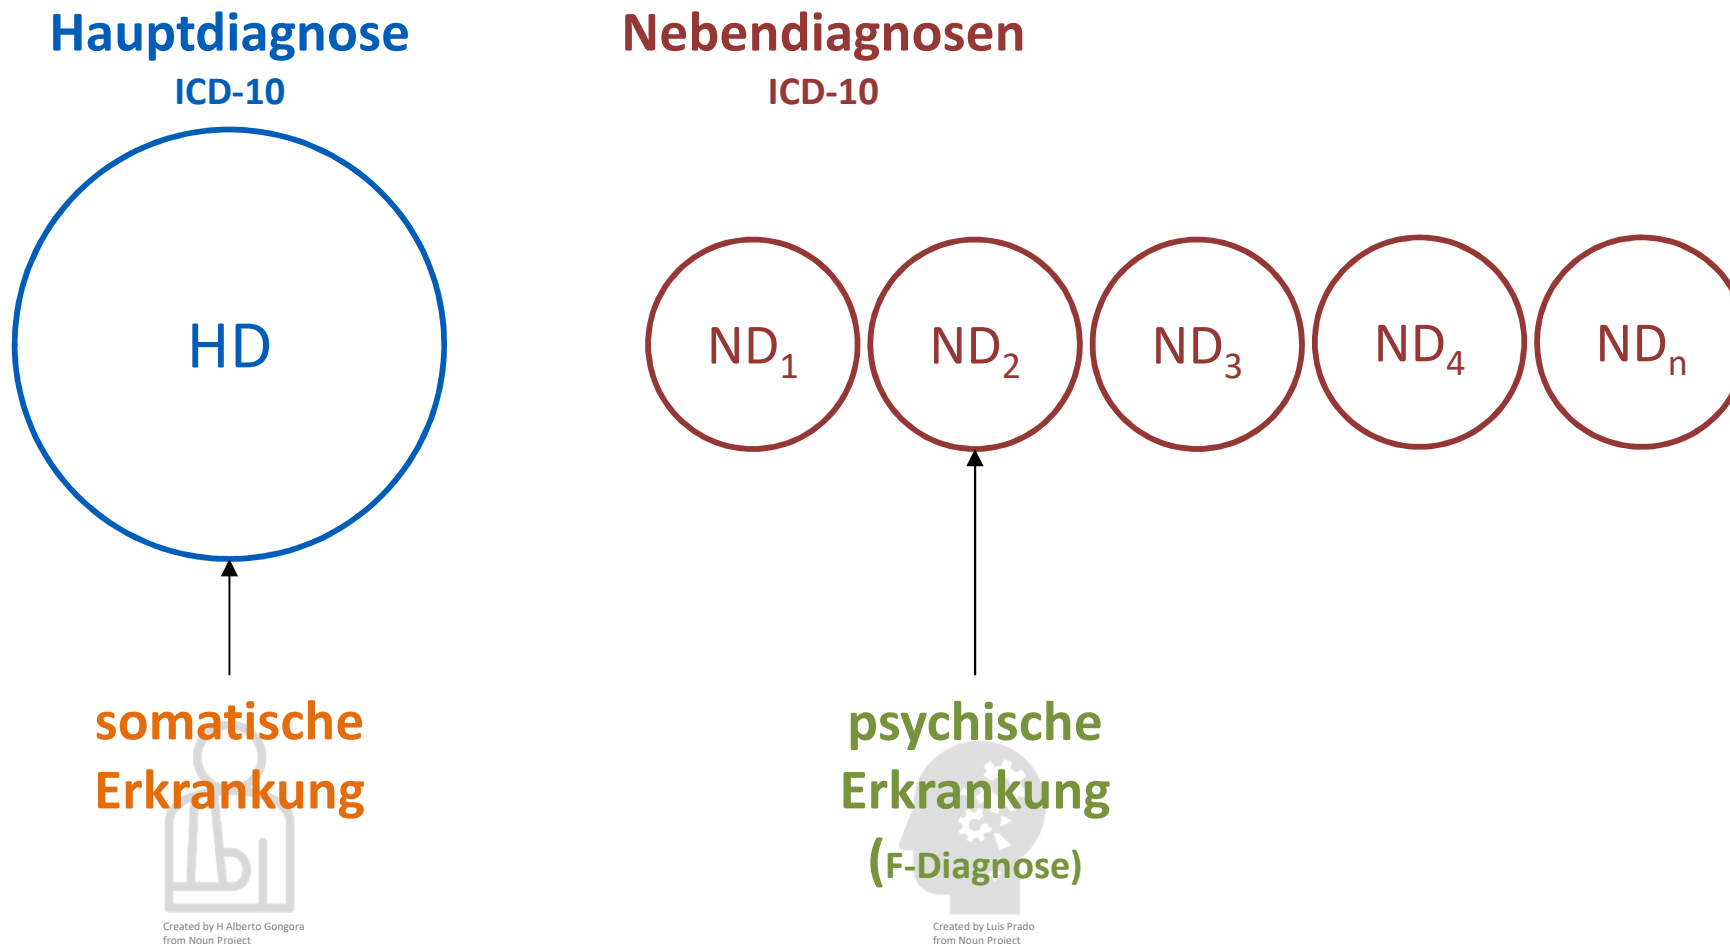 Hauptdiagnose
ICD-10
Nebendiagnosen
ICD-10
HD
ND1
ND2
ND3
ND4
NDn
somatische
Erkrankung
psychische
Erkrankung
(F-Diagnose)
Created by H Alberto Gongora
from Noun Project
Created by Luis Prado
from Noun Project